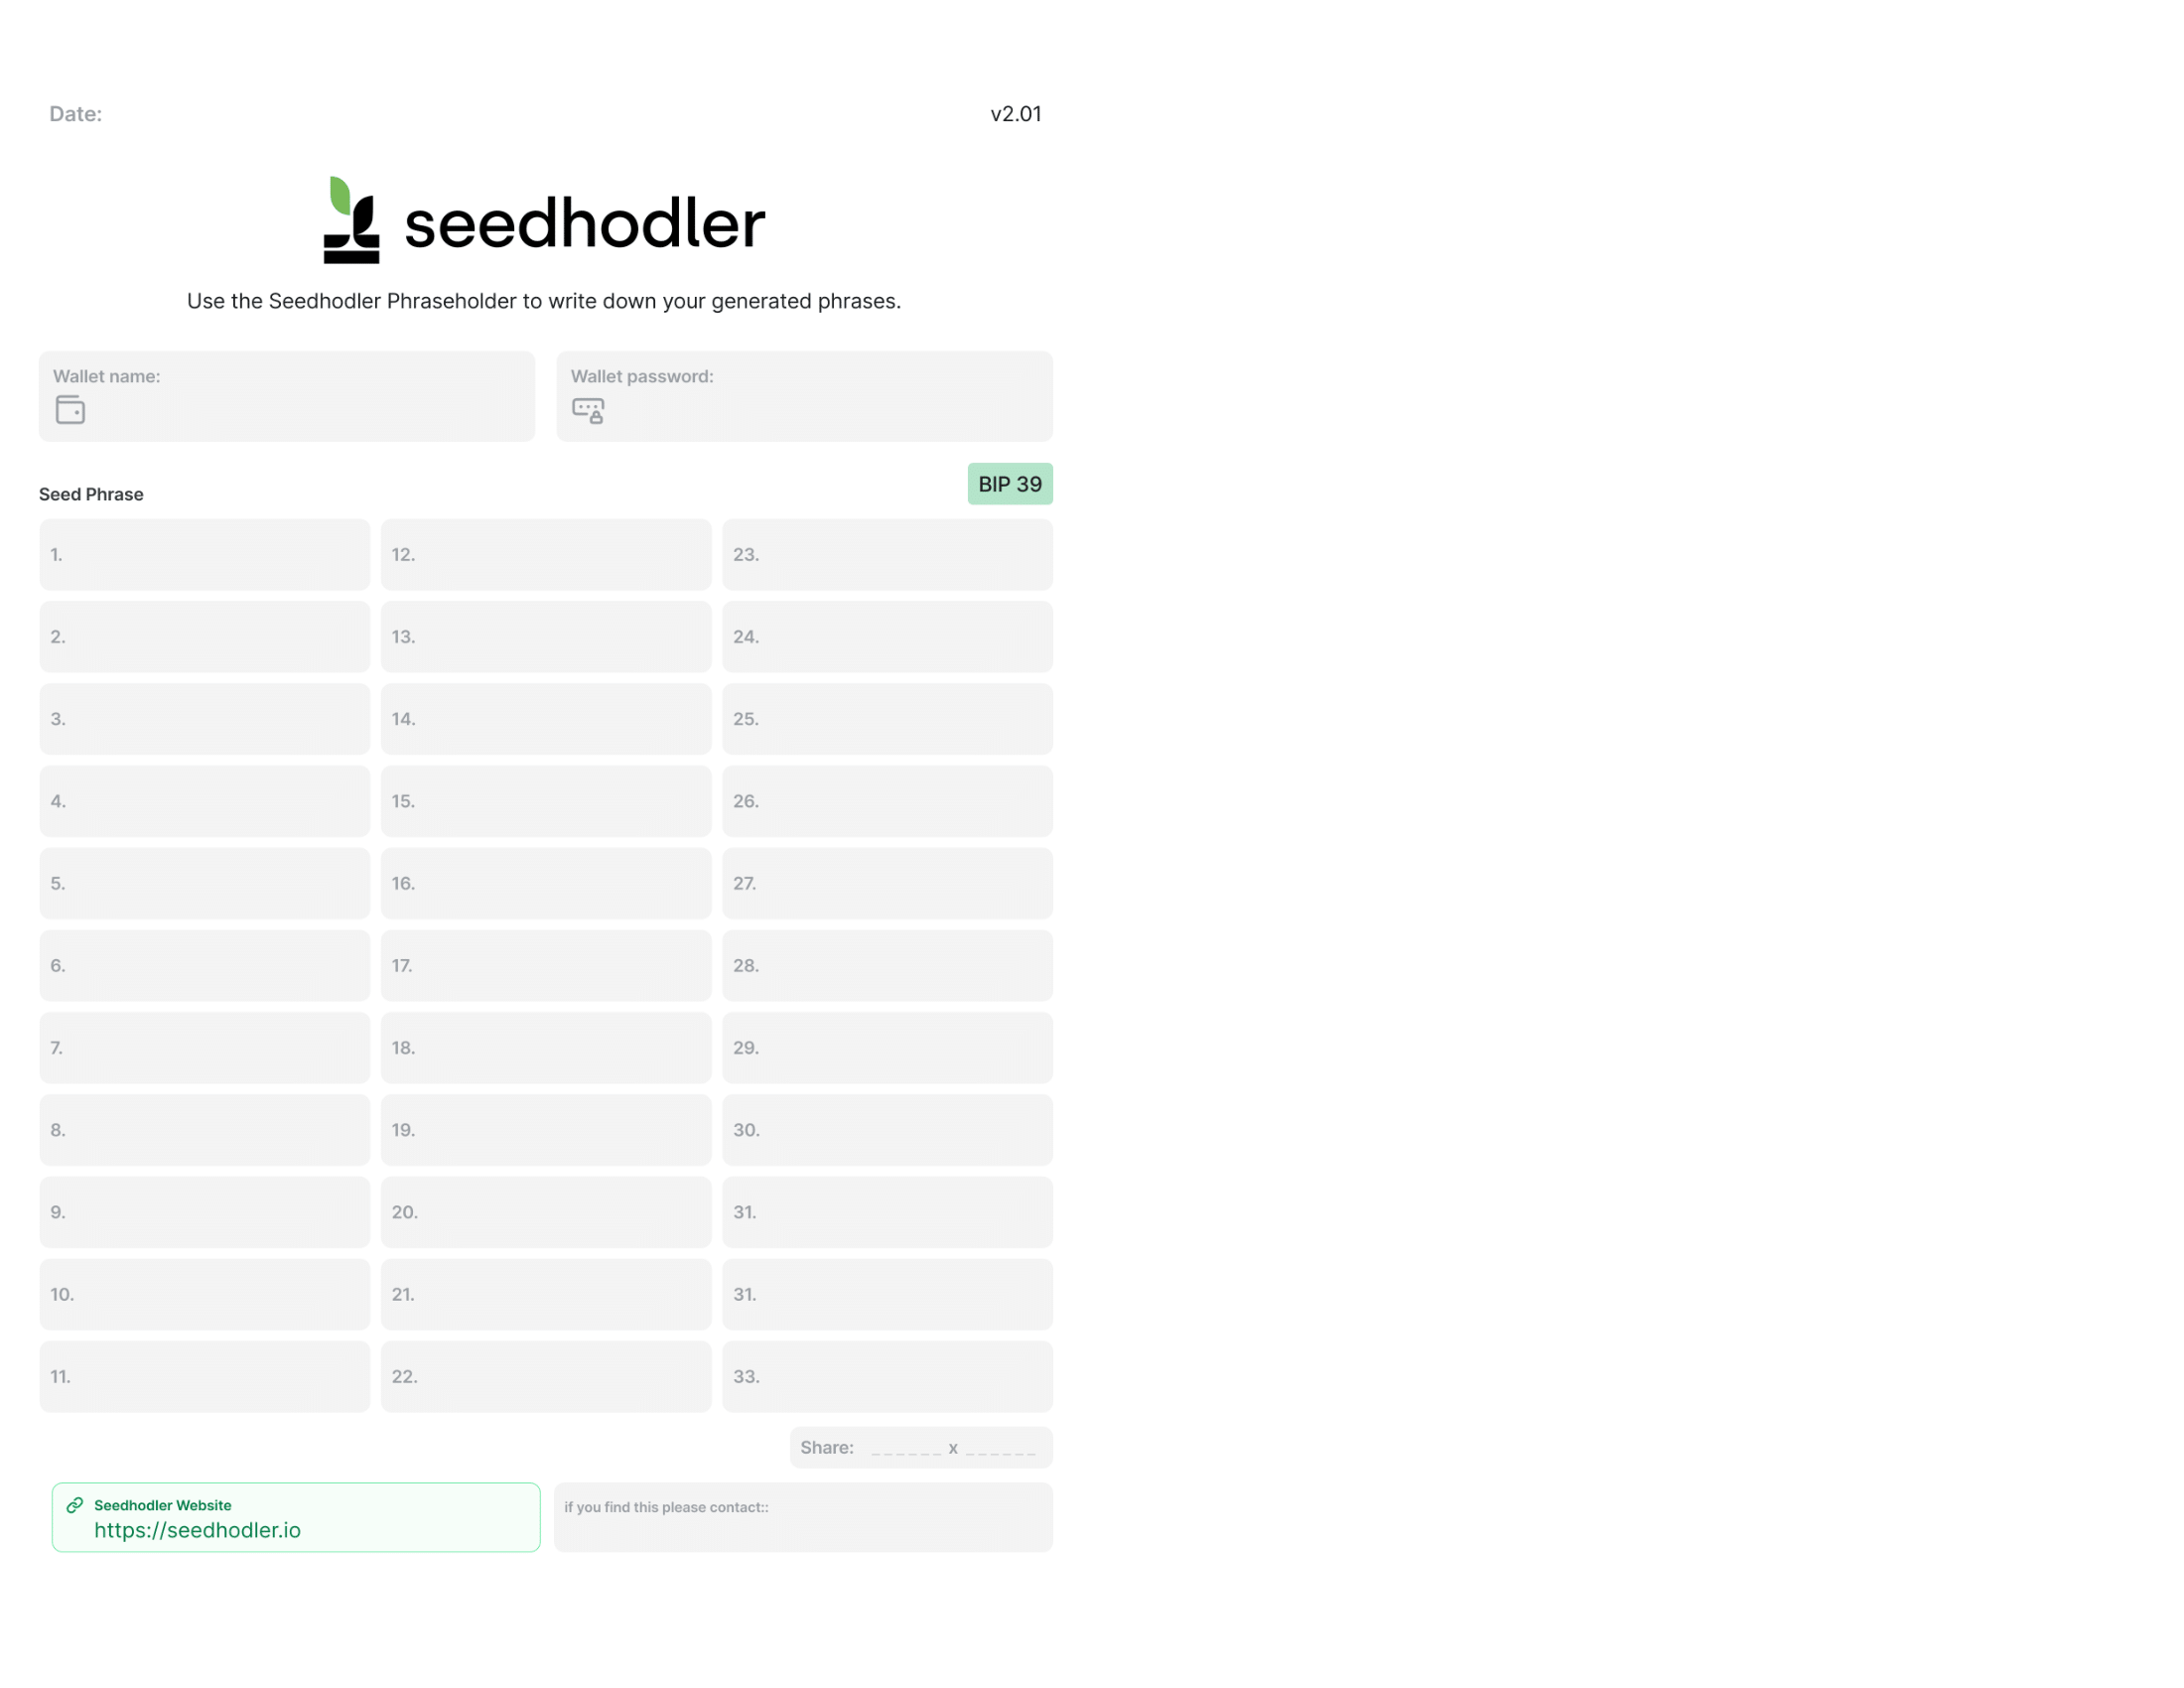 Date:
v2.01
seedhodler
Use the Seedhodler Phraseholder to write down your generated phrases.
Wallet name:
Wallet password:
Seed Phrase
BIP 39
1.
2.
3.
4.
5.
6.
7.
8.
9.
10.
11.
12.
13.
14.
15.
16.
17.
18.
19.
20.
21.
22.
23.
24.
25.
26.
27.
28.
29.
30.
31.
31.
33.
Share: _ _ _ _ _ _ x _ _ _ _ _ _
Seedhodler Website
https://seedhodler.io
if you find this please contact::